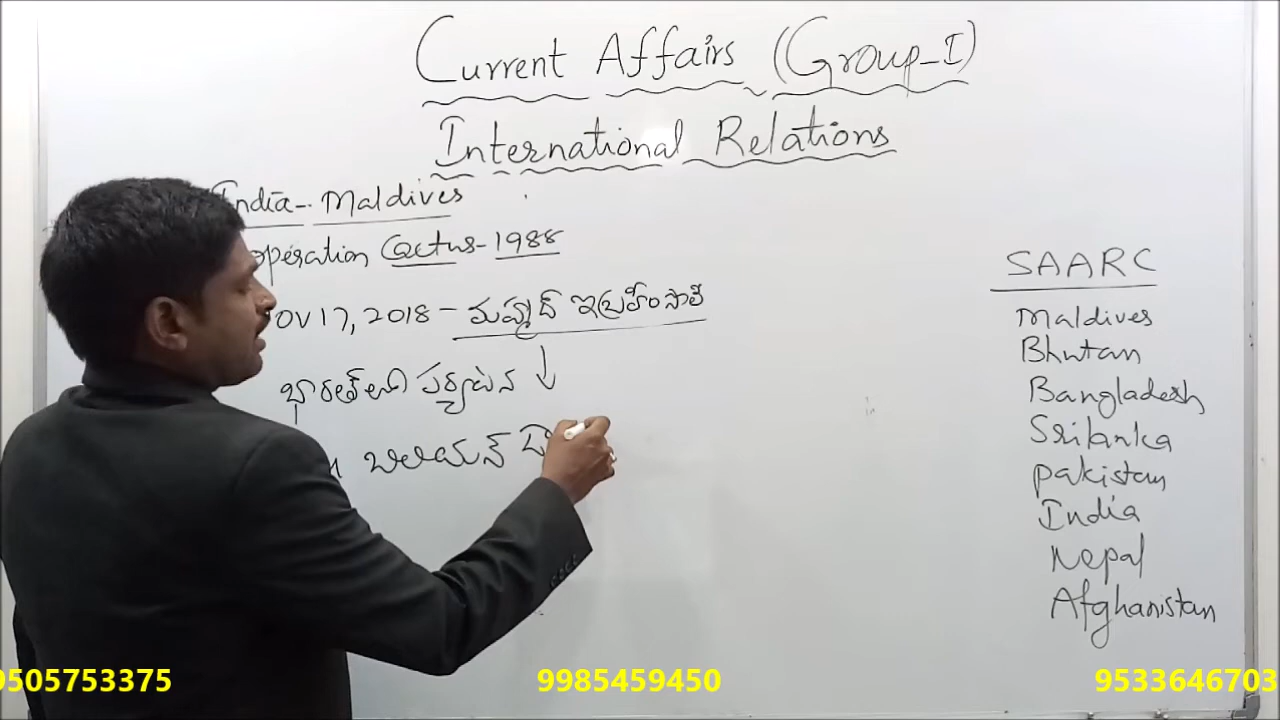 Current Affairs (Group-I)
International Relations
India - Maldives
operation Cactus-1988
ov 17, 2018 - మహ్మద్ ఇబ్రహీం సాలీ
భారత్‌లో పర్యటన
బిలియన్ డా
SAARC
Maldives
Bhutan
Bangladesh
Srilanka
pakistan
India
Nepal
Afghanistan
9505753375
9985459450
9533646703